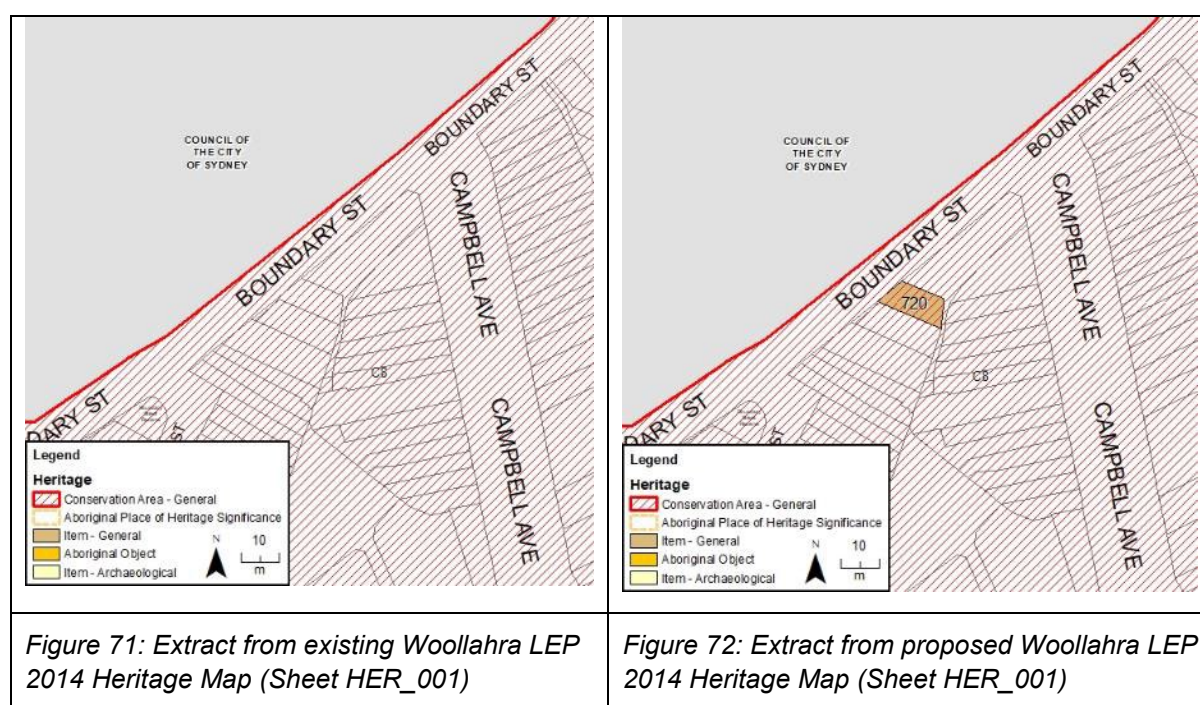 COUNCIL OF
THE CITY
OF SYDNEY
BOUNDARY ST
BOUNDARY ST
CAMPBELL AVE
C8
CAMPBELL AVE
DARY ST
ST
Legend
Heritage
Conservation Area - General
Aboriginal Place of Heritage Significance
Item - General
Aboriginal Object
Item - Archaeological
N
10
m
Figure 71: Extract from existing Woollahra LEP
2014 Heritage Map (Sheet HER_001)
COUNCIL OF
THE CITY
OF SYDNEY
BOUNDARY ST
BOUNDARY ST
CAMPBELL AVE
720
C8
CAMPBELL AVE
DARY ST
ST
Legend
Heritage
Conservation Area - General
Aboriginal Place of Heritage Significance
Item - General
Aboriginal Object
Item - Archaeological
N
10
m
Figure 72: Extract from proposed Woollahra LEP
2014 Heritage Map (Sheet HER_001)